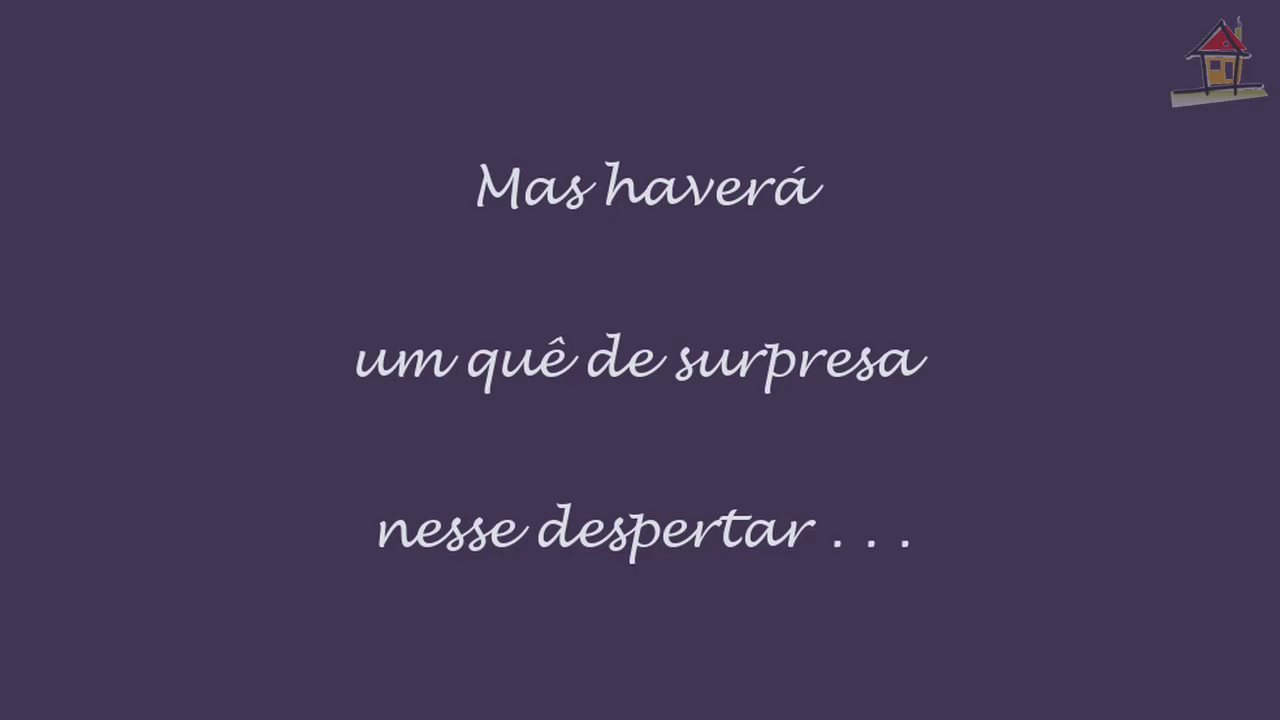 Mas haverá
um quê de surpresa
nesse despertar . . .